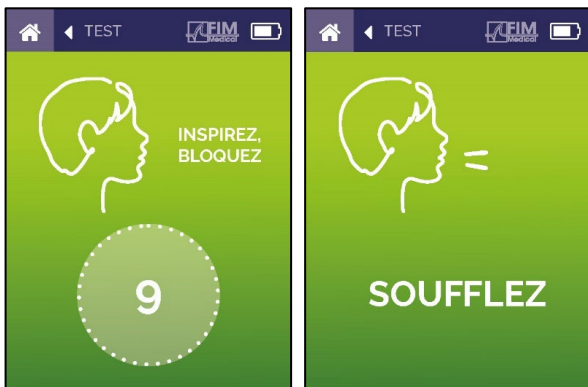 TEST
FIM
Medical
INSPIREZ,
BLOQUEZ
9
TEST
FIM
Medical
SOUFFLEZ